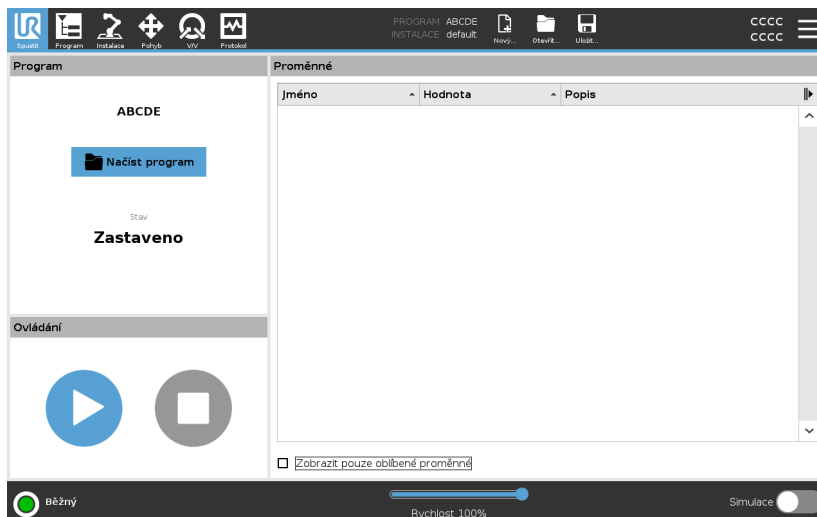 UR
PROGRAM ABCDE
INSTALACE default
CCCC
CCCC
Spustit Program Instalace Pohyb V/V Protokol Nový... Otevřít... Uložit...
Program
ABCDE
Načíst program
Stav
Zastaveno
Ovládání
Proměnné
Jméno Hodnota Popis
Zobrazit pouze oblíbené proměnné
Běžný
Rychlost 100%
Simulace